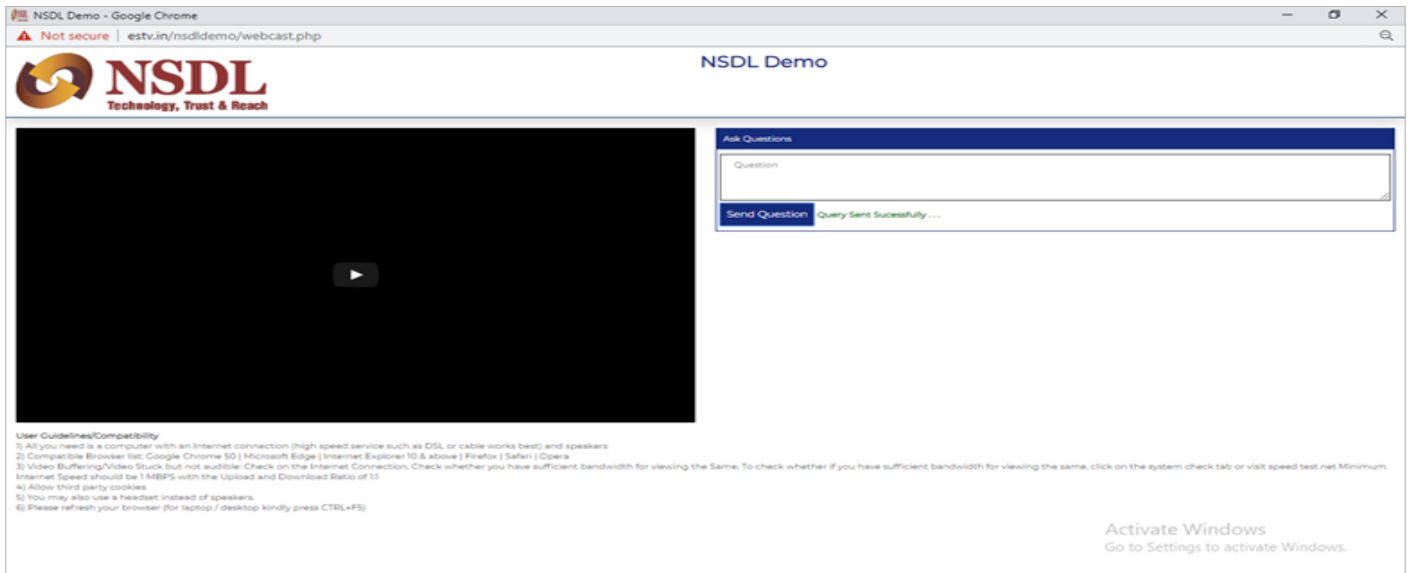 NSDL Demo - Google Chrome
Not secure | estv.in/nsdldemo/webcast.php
NSDL
Technology, Trust & Reach
NSDL Demo
Ask Questions
Question
Send Question
Query Sent Sucessfully . . .
User Guidelines/Compatibility
1) All you need is a computer with an Internet connection (high speed service such as DSL or cable works best) and speakers
2) Compatible Browser list: Google Chrome 50 | Microsoft Edge | Internet Explorer 10 & above | Firefox | Safari | Opera
3) Video Buffering/Video Stuck but not audible: Check on the Internet Connection, Check whether you have sufficient bandwidth for viewing the Same, To check whether if you have sufficient bandwidth for viewing the same, click on the system check tab or visit speed test.net Minimum
Internet Speed should be 1 MBPS with the Upload and Download Ratio of 1:1
4) Allow third party cookies
5) You may also use a headset instead of speakers.
6) Please refresh your browser (for laptop / desktop kindly press CTRL+F5)
Activate Windows
Go to Settings to activate Windows.